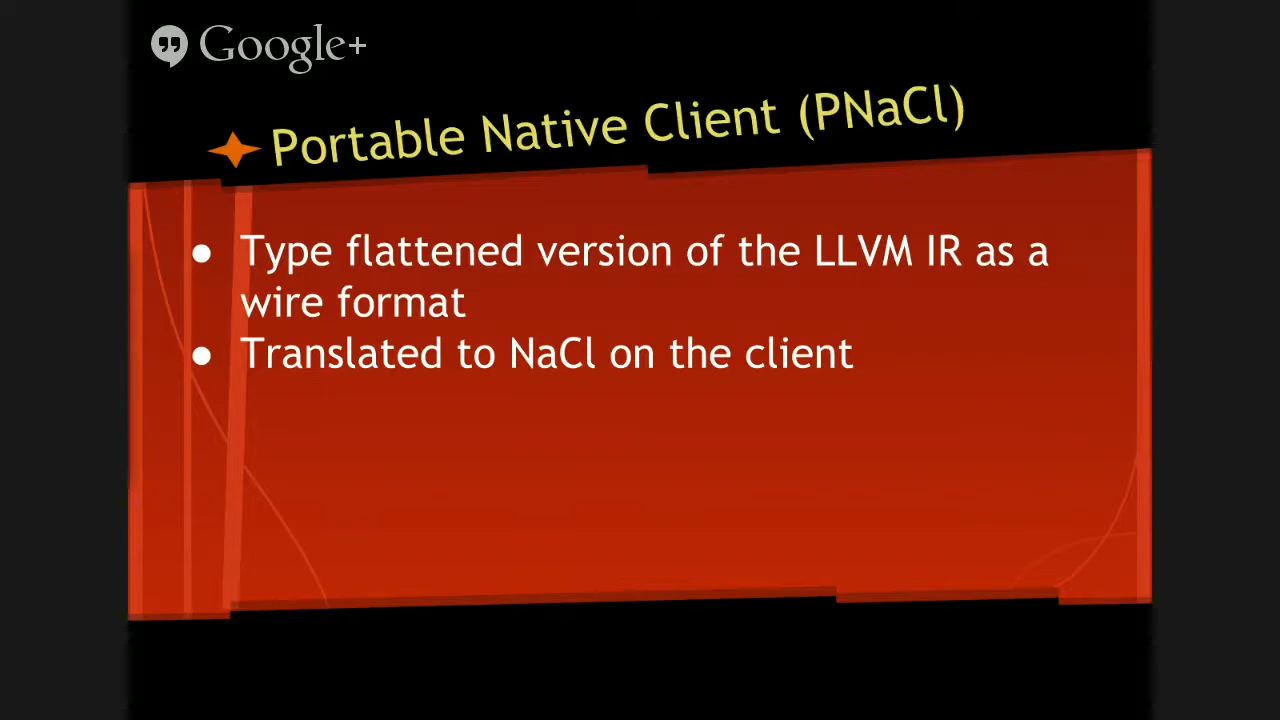 Google+
Portable Native Client (PNaCl)
● Type flattened version of the LLVM IR as a
wire format
● Translated to NaCl on the client